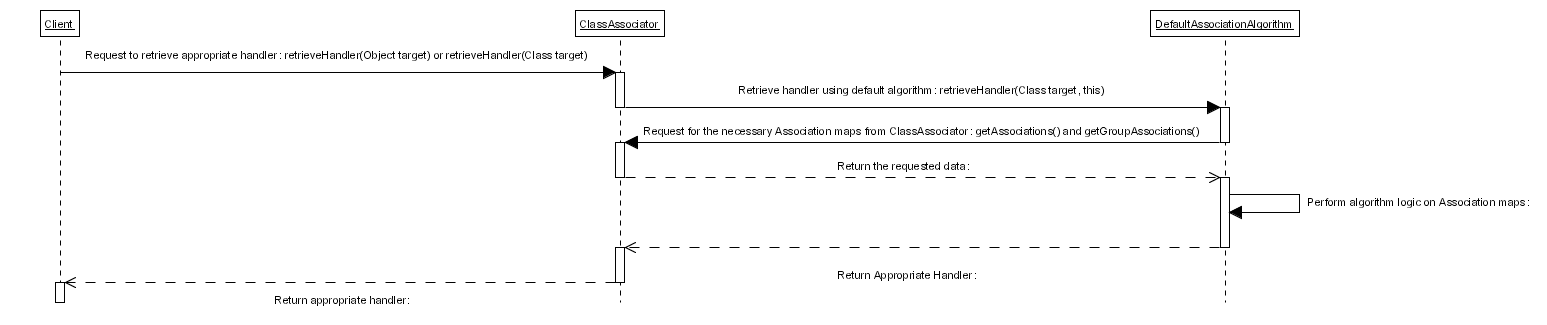 Client
ClassAssociator
DefaultAssociationAlgorithm
Request to retrieve appropriate handler : retrieveHandler(Object target) or retrieveHandler(Class target)
Retrieve handler using default algorithm : retrieveHandler(Class target, this)
Request for the necessary Association maps from ClassAssociator : getAssociations() and getGroupAssociations()
Return the requested data :
Perform algorithm logic on Association maps :
Return Appropriate Handler :
Return appropriate handler :